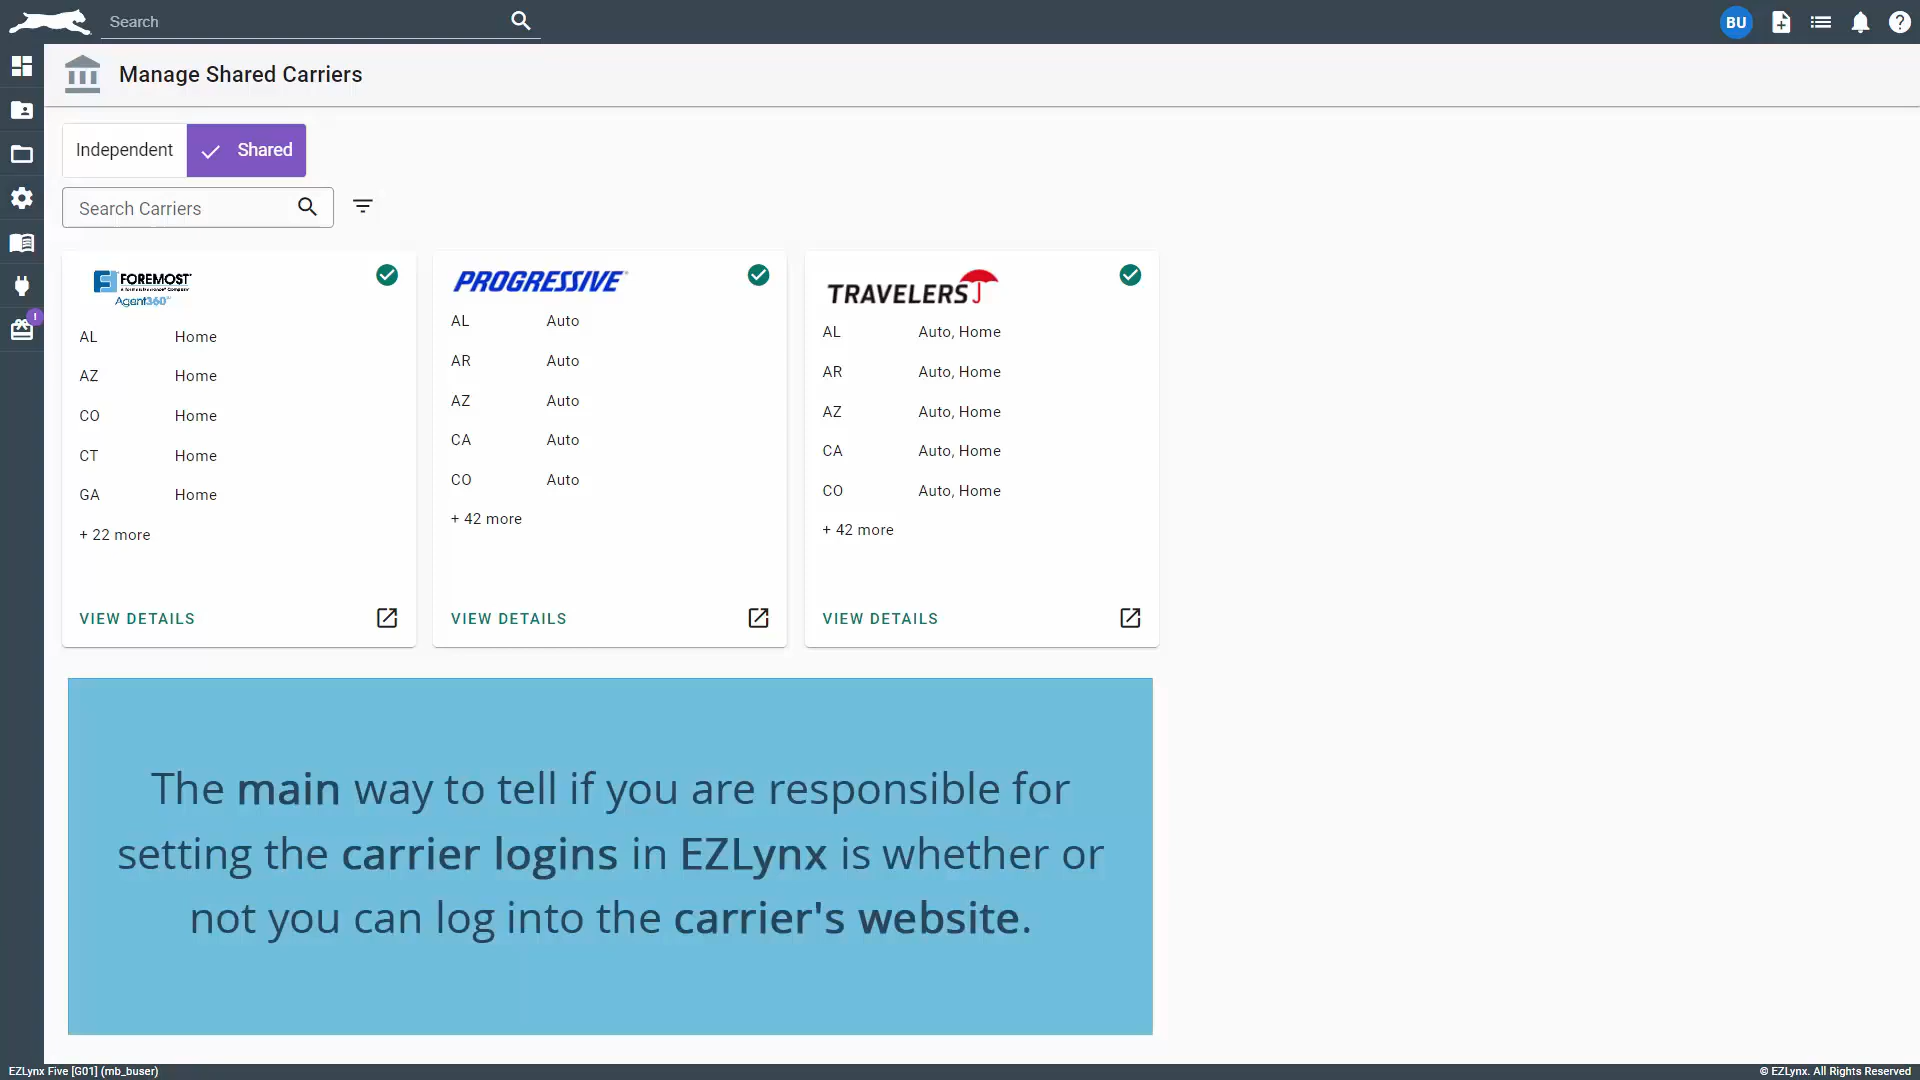 Search
BU
Manage Shared Carriers
Independent
Shared
Search Carriers
FOREMOST
Agent360
AL Home
AZ Home
CO Home
CT Home
GA Home
+ 22 more
VIEW DETAILS
PROGRESSIVE
AL Auto
AR Auto
AZ Auto
CA Auto
CO Auto
+ 42 more
VIEW DETAILS
TRAVELERS
AL Auto, Home
AR Auto, Home
AZ Auto, Home
CA Auto, Home
CO Auto, Home
+ 42 more
VIEW DETAILS
The main way to tell if you are responsible for
setting the carrier logins in EZLynx is whether or
not you can log into the carrier's website.
EZLynx Five [G01] (mb_buser)
© EZLynx. All Rights Reserved